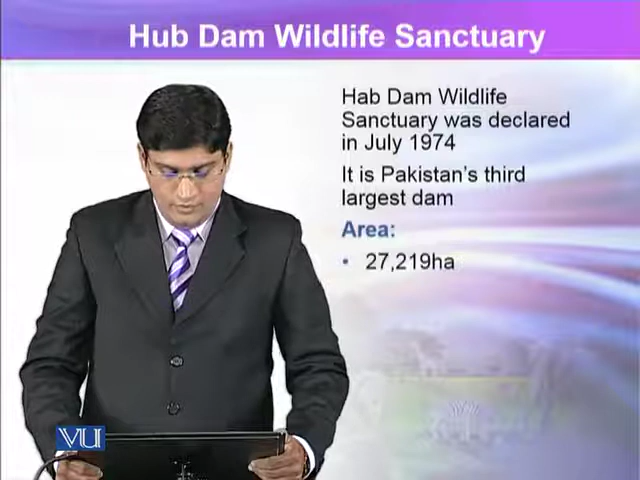 Hub Dam Wildlife Sanctuary
Hab Dam Wildlife
Sanctuary was declared
in July 1974
It is Pakistan's third
largest dam
Area:
• 27,219ha
VU